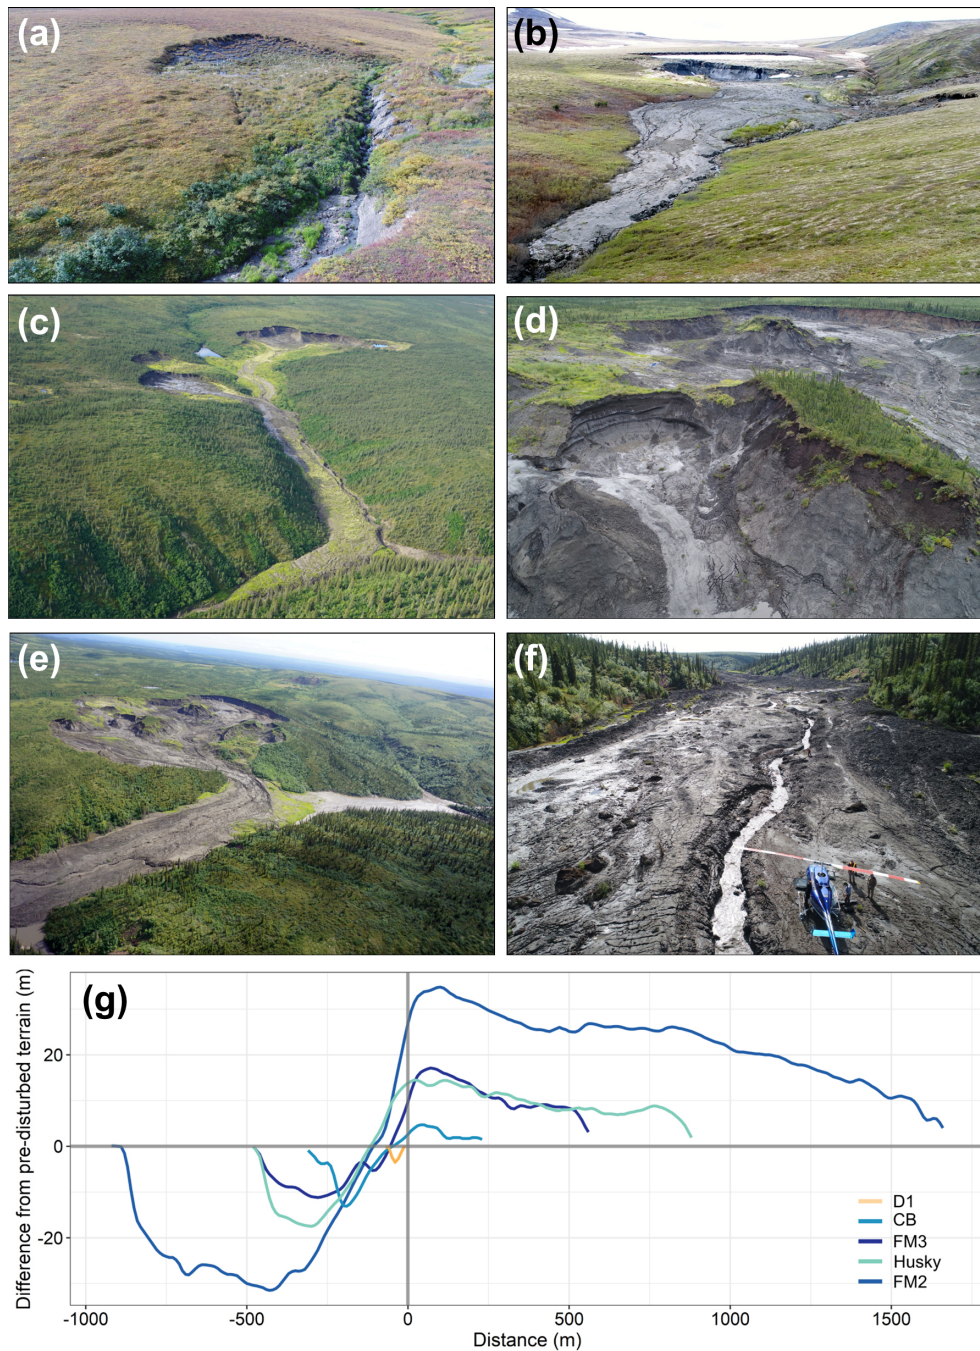 (a)
(b)
(c)
(d)
(e)
(f)
(g)
Difference from pre-disturbed terrain (m)
20
0
-20
-1000
-500
0
500
1000
1500
Distance (m)
D1
CB
FM3
Husky
FM2